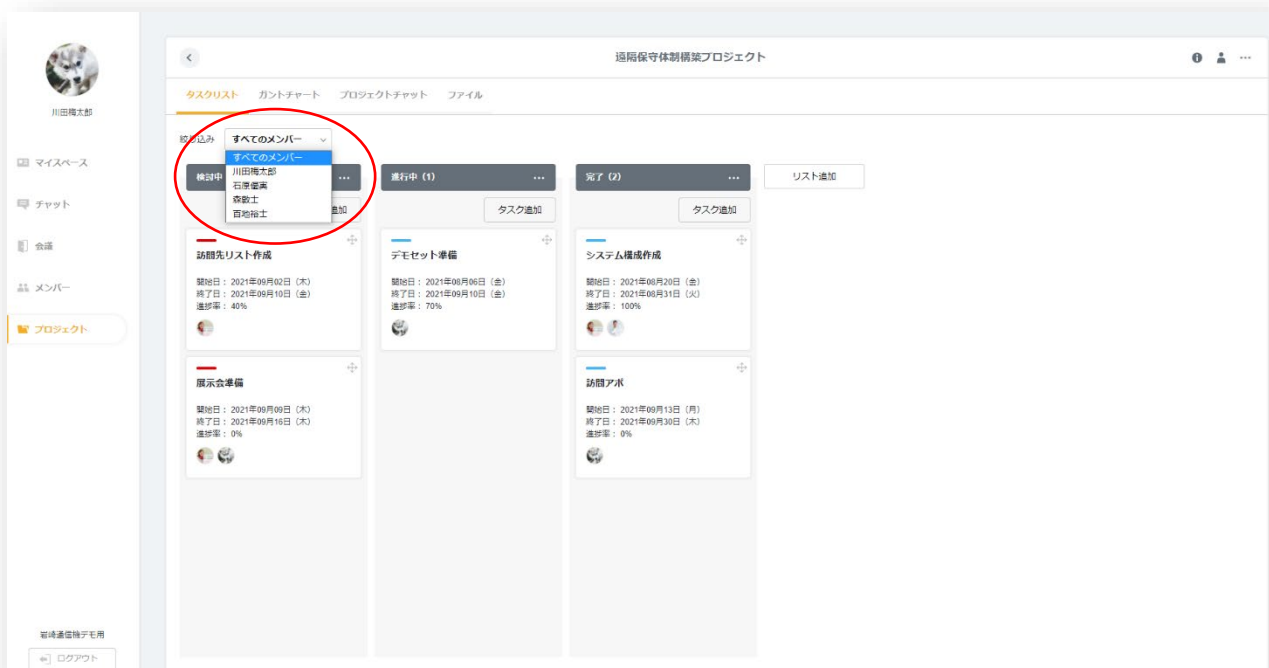 遠隔保守体制構築プロジェクト
川田梅太郎
マイスペース
チャット
会議
メンバー
プロジェクト
岩崎通信機デモ用
ログアウト
タスクリスト
ガントチャート
プロジェクトチャット
ファイル
絞り込み
すべてのメンバー
すべてのメンバー
川田梅太郎
石原優実
森敦士
百地裕士
検討中
追加
訪問先リスト作成
開始日： 2021年09月02日（木）
終了日： 2021年09月10日（金）
進捗率： 40%
展示会準備
開始日： 2021年09月09日（木）
終了日： 2021年09月16日（木）
進捗率： 0%
進行中 (1)
タスク追加
デモセット準備
開始日： 2021年08月06日（金）
終了日： 2021年09月10日（金）
進捗率： 70%
完了 (2)
タスク追加
システム構成作成
開始日： 2021年08月20日（金）
終了日： 2021年08月31日（火）
進捗率： 100%
訪問アポ
開始日： 2021年09月13日（月）
終了日： 2021年09月30日（木）
進捗率： 0%
リスト追加